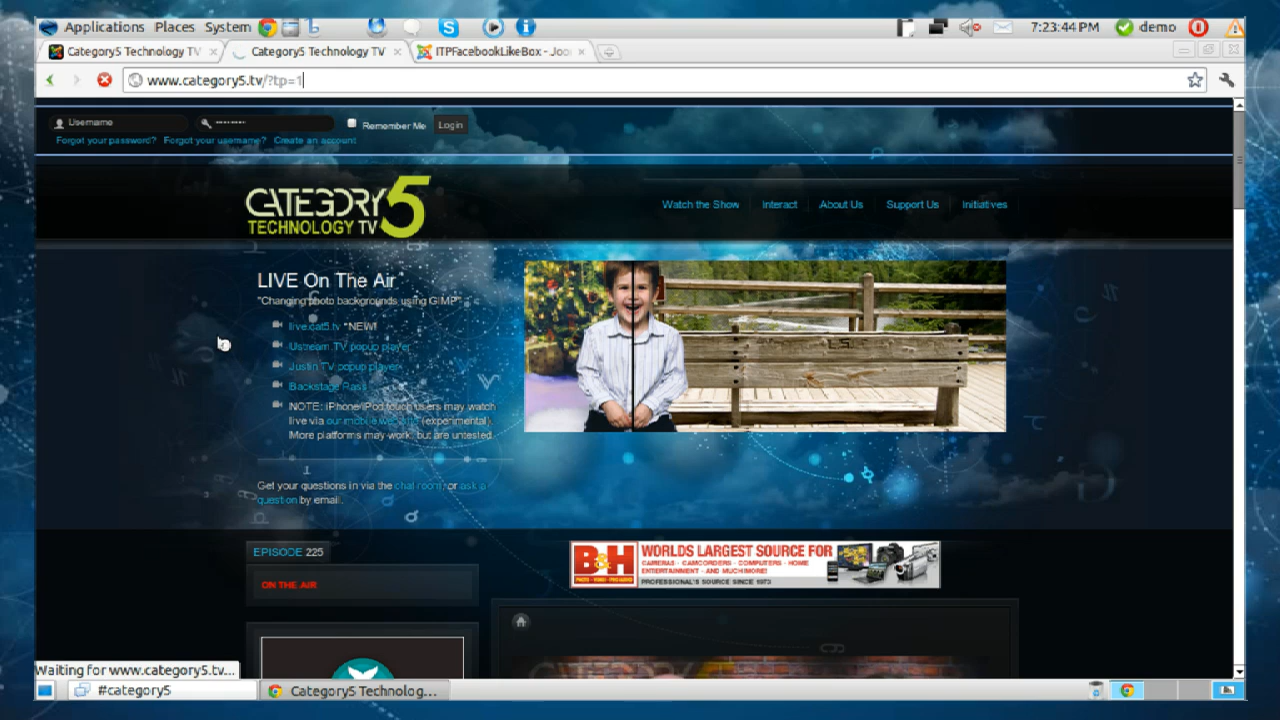 Applications Places System 7:23:44 PM demo
Category5 Technology TV Category5 Technology TV ITPFacebookLikeBox - Joo
www.category5.tv/?tp=1
Username Remember Me Login
Forgot your password? Forgot your username? Create an account
CATEGORY 5
TECHNOLOGY TV
Watch the Show Interact About Us Support Us Initiatives
LIVE On The Air
"Changing photo backgrounds using GIMP"
live.cat5.tv *NEW!
Ustream TV popup player
Justin TV popup player
Backstage Pass
NOTE: iPhone/iPod touch users may watch
live via our mobile website (experimental).
More platforms may work, but are untested.
Get your questions in via the chat room, or ask a
question by email.
EPISODE 225
ON THE AIR
B&H
PHOTO - VIDEO - PRO AUDIO
WORLDS LARGEST SOURCE FOR
CAMERAS - CAMCORDERS - COMPUTERS - HOME
ENTERTAINMENT - AND MUCH MORE!
PROFESSIONAL'S SOURCE SINCE 1973
Waiting for www.category5.tv...
#category5 Category5 Technolog...